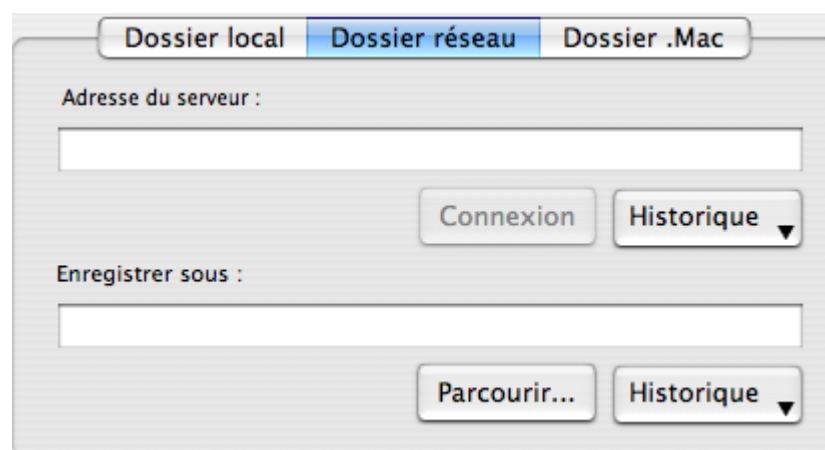 Dossier local Dossier réseau Dossier .Mac
Adresse du serveur :
Connexion Historique
Enregistrer sous :
Parcourir... Historique